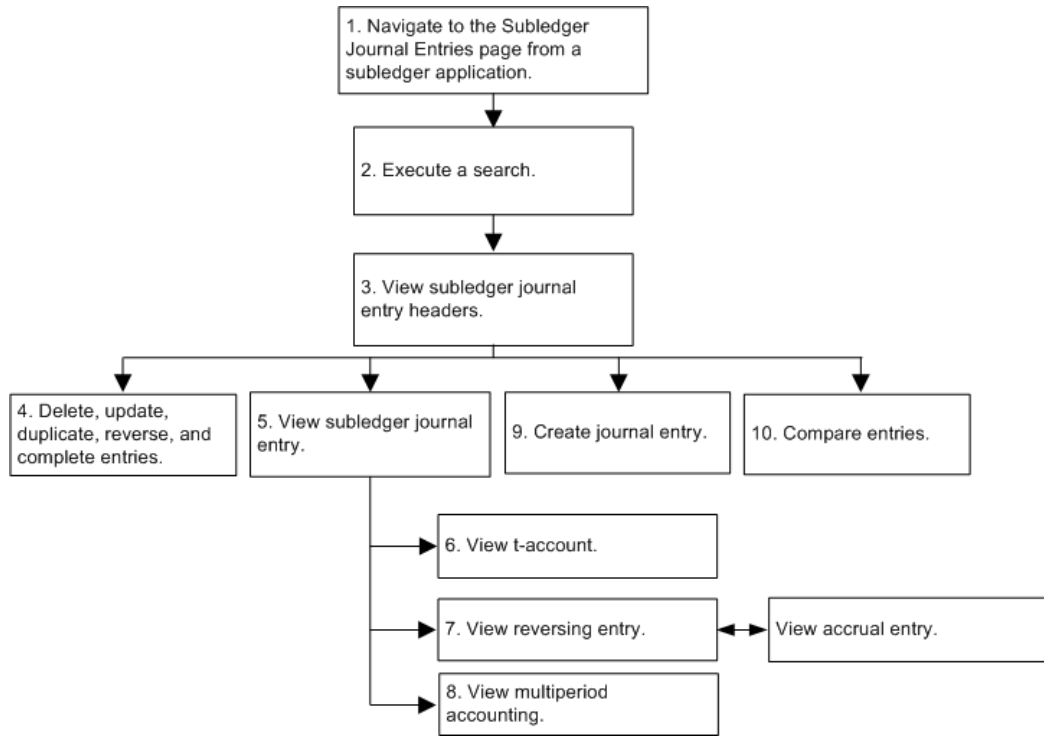 1. Navigate to the Subledger
Journal Entries page from a
subledger application.
2. Execute a search.
3. View subledger journal
entry headers.
4. Delete, update,
duplicate, reverse, and
complete entries.
5. View subledger journal
entry.
9. Create journal entry.
10. Compare entries.
6. View t-account.
7. View reversing entry.
View accrual entry.
8. View multiperiod
accounting.